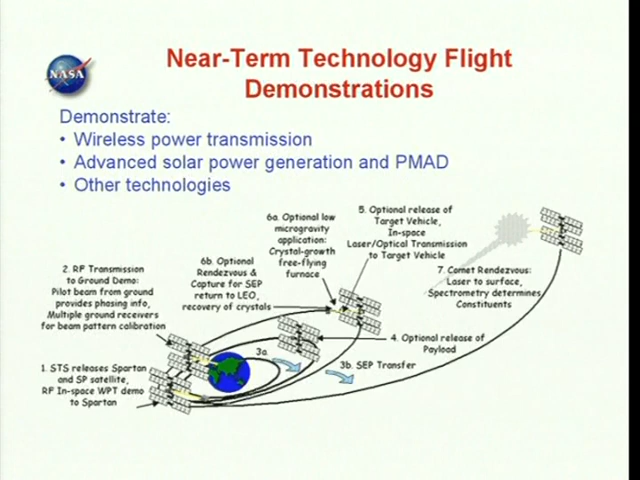 NASA
Near-Term Technology Flight
Demonstrations
Demonstrate:
• Wireless power transmission
• Advanced solar power generation and PMAD
• Other technologies
6a. Optional low
microgravity
application:
Crystal-growth
free-flying
furnace
5. Optional release of
Target Vehicle,
In-space
Laser/Optical Transmission
to Target Vehicle
6b. Optional
Rendezvous &
Capture for SEP
return to LEO,
recovery of crystals
2. RF Transmission
to Ground Demo:
Pilot beam from ground
provides phasing info,
Multiple ground receivers
for beam pattern calibration
7. Comet Rendezvous:
Laser to surface,
Spectrometry determines
Constituents
4. Optional release of
Payload
3a.
3b. SEP Transfer
1. STS releases Spartan
and SP satellite,
RF In-space WPT demo
to Spartan